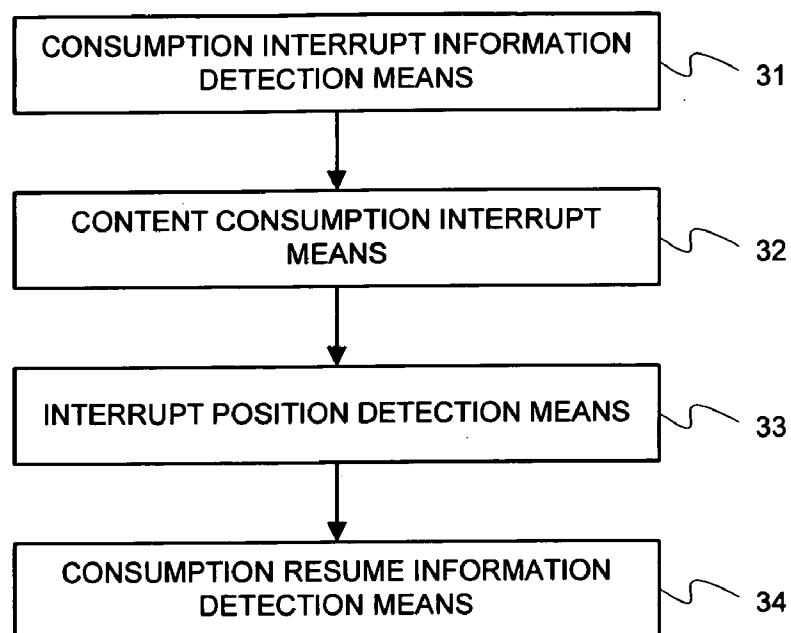 CONSUMPTION INTERRUPT INFORMATION
DETECTION MEANS
31
CONTENT CONSUMPTION INTERRUPT
MEANS
32
INTERRUPT POSITION DETECTION MEANS
33
CONSUMPTION RESUME INFORMATION
DETECTION MEANS
34